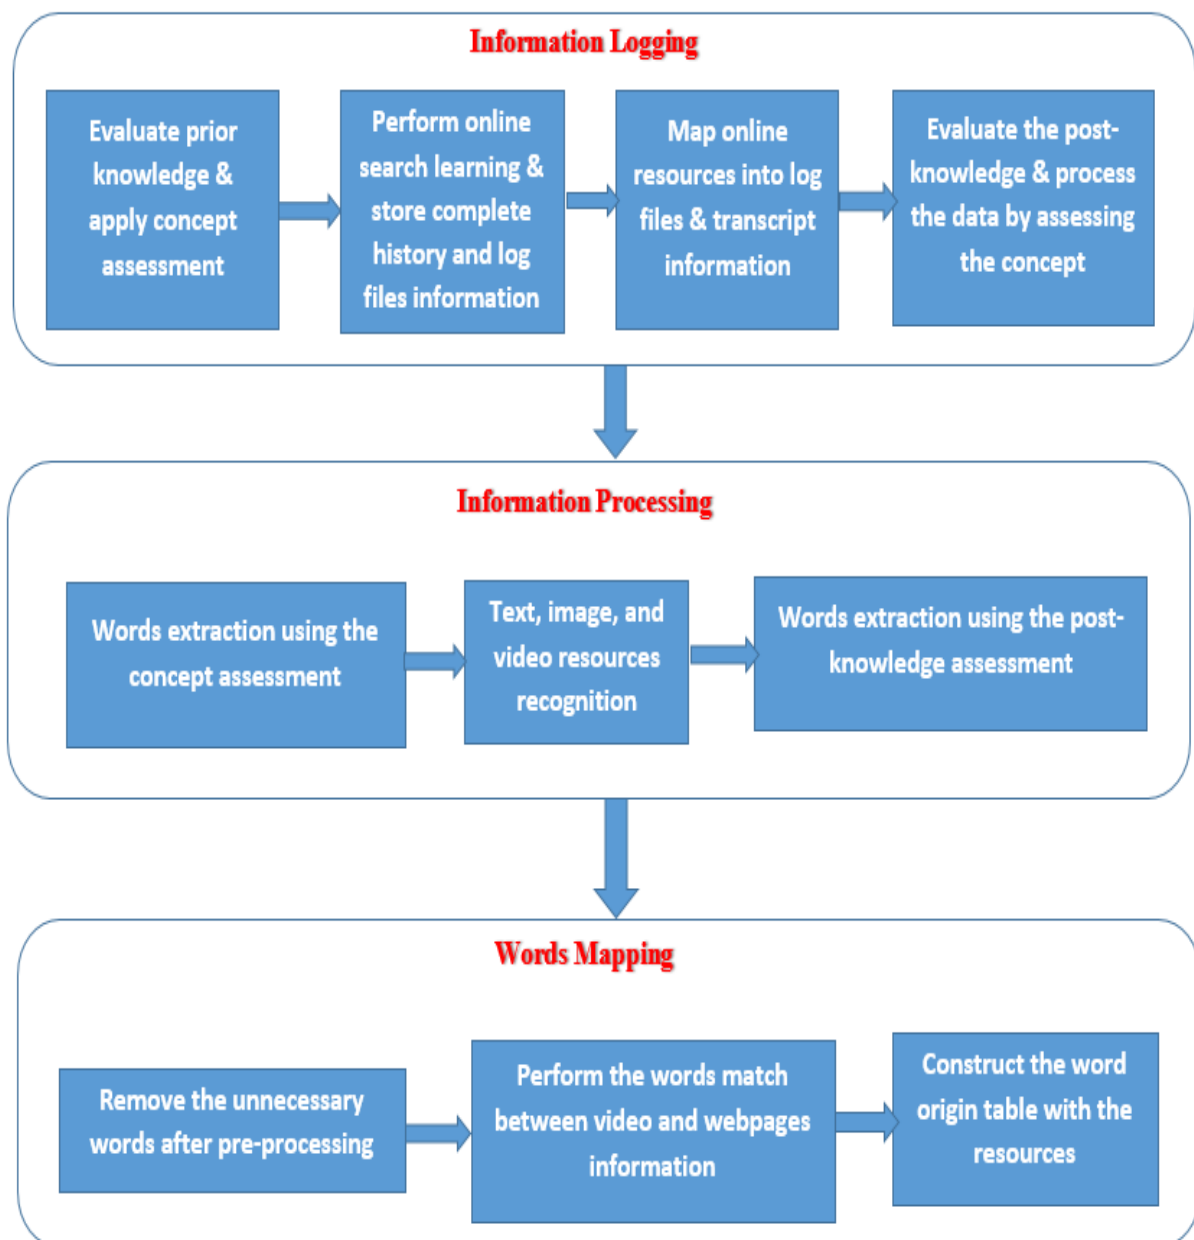 Information Logging
Evaluate prior
knowledge &
apply concept
assessment
Perform online
search learning &
store complete
history and log
files information
Map online
resources into log
files & transcript
information
Evaluate the post-
knowledge & process
the data by assessing
the concept
Information Processing
Words extraction using the
concept assessment
Text, image, and
video resources
recognition
Words extraction using the post-
knowledge assessment
Words Mapping
Remove the unnecessary
words after pre-processing
Perform the words match
between video and webpages
information
Construct the word
origin table with the
resources